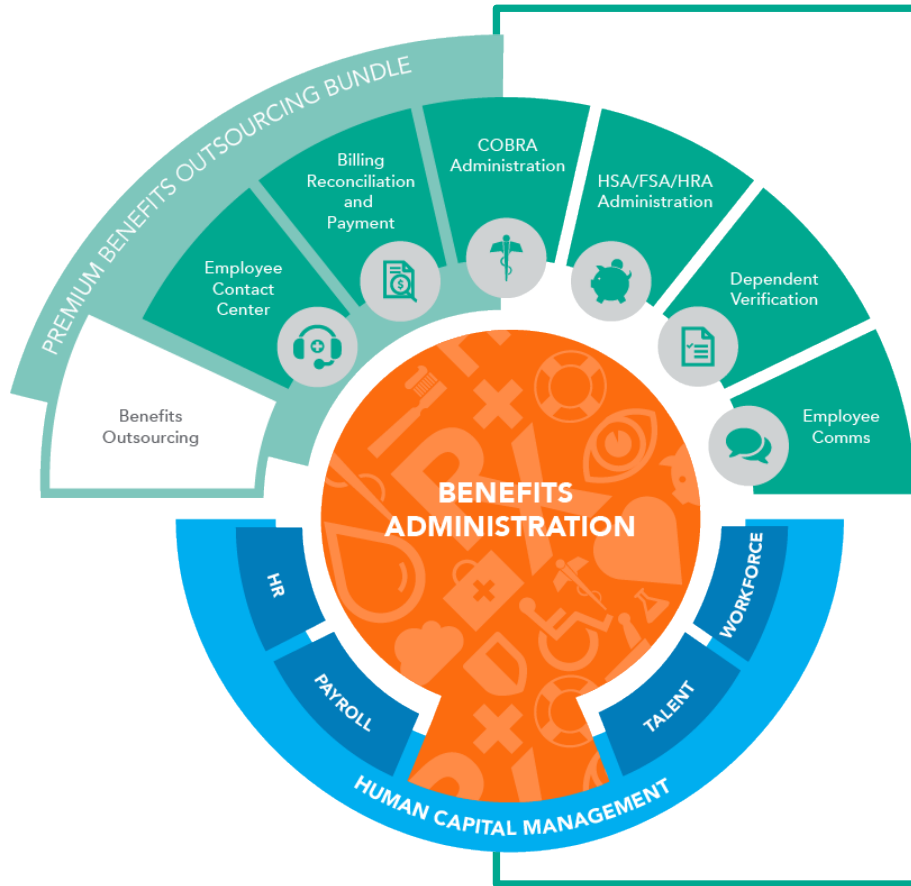 PREMIUM BENEFITS OUTSOURCING BUNDLE
Benefits
Outsourcing
Employee
Contact
Center
Billing
Reconciliation
and
Payment
COBRA
Administration
HSA/FSA/HRA
Administration
Dependent
Verification
Employee
Comms
BENEFITS
ADMINISTRATION
HR
PAYROLL
TALENT
WORKFORCE
HUMAN CAPITAL MANAGEMENT